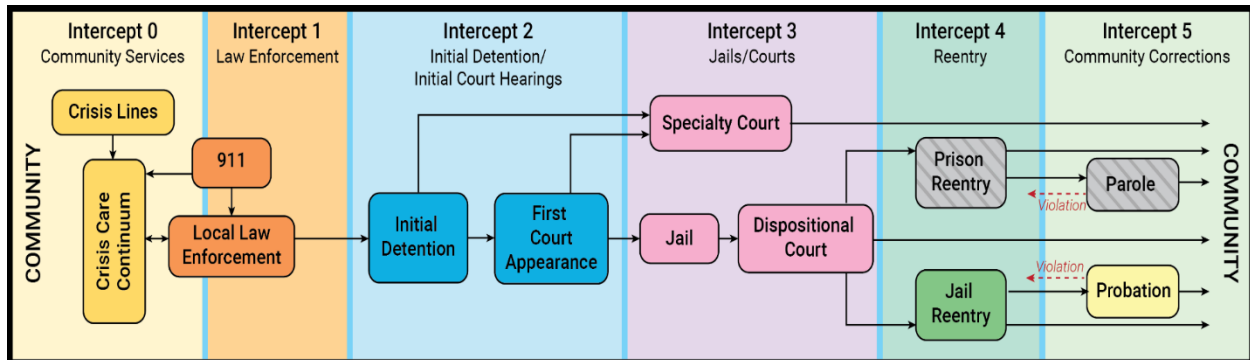 Intercept 0
Community Services
Intercept 1
Law Enforcement
Intercept 2
Initial Detention/
Initial Court Hearings
Intercept 3
Jails/Courts
Intercept 4
Reentry
Intercept 5
Community Corrections
COMMUNITY
Crisis Lines
Crisis Care
Continuum
911
Local Law
Enforcement
Initial
Detention
First
Court
Appearance
Specialty Court
Jail
Dispositional
Court
Prison
Reentry
Parole
Violation
Jail
Reentry
Violation
Probation
COMMUNITY